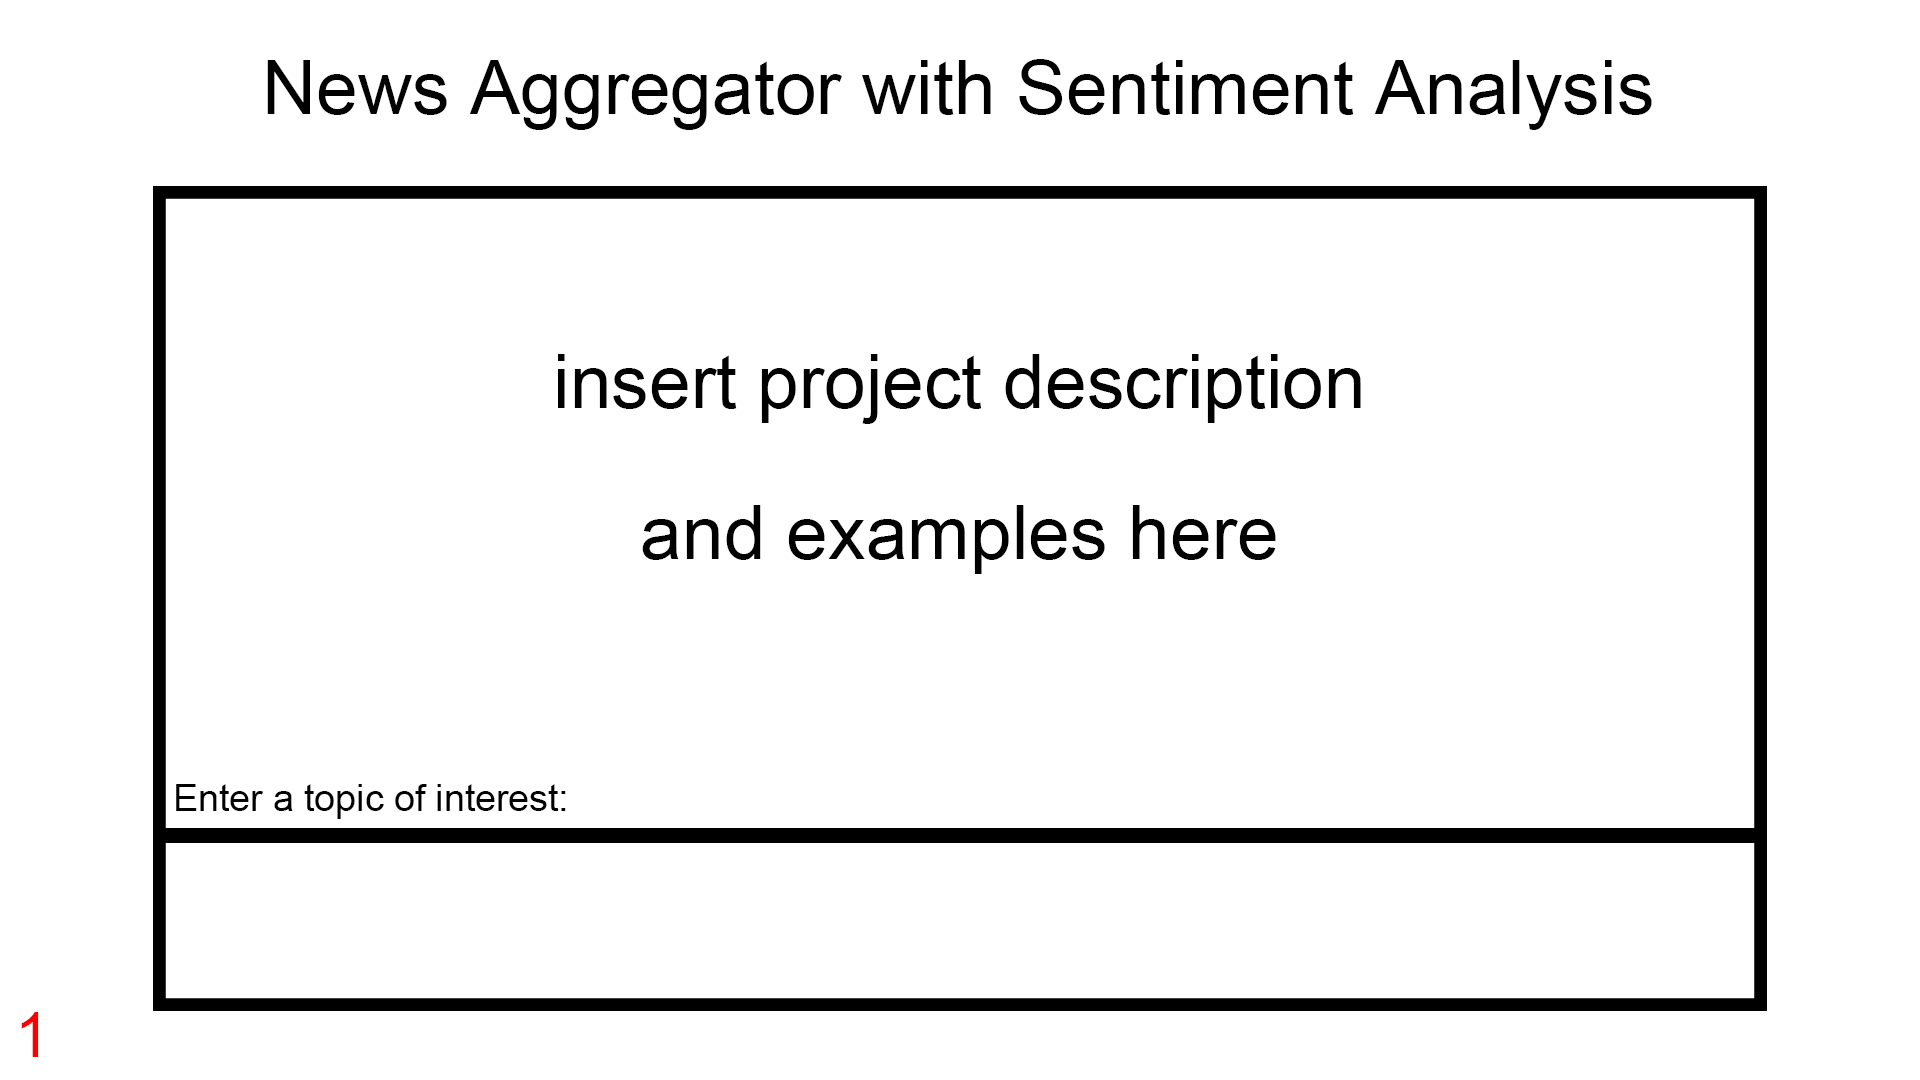 News Aggregator with Sentiment Analysis
insert project description
and examples here
Enter a topic of interest:
1